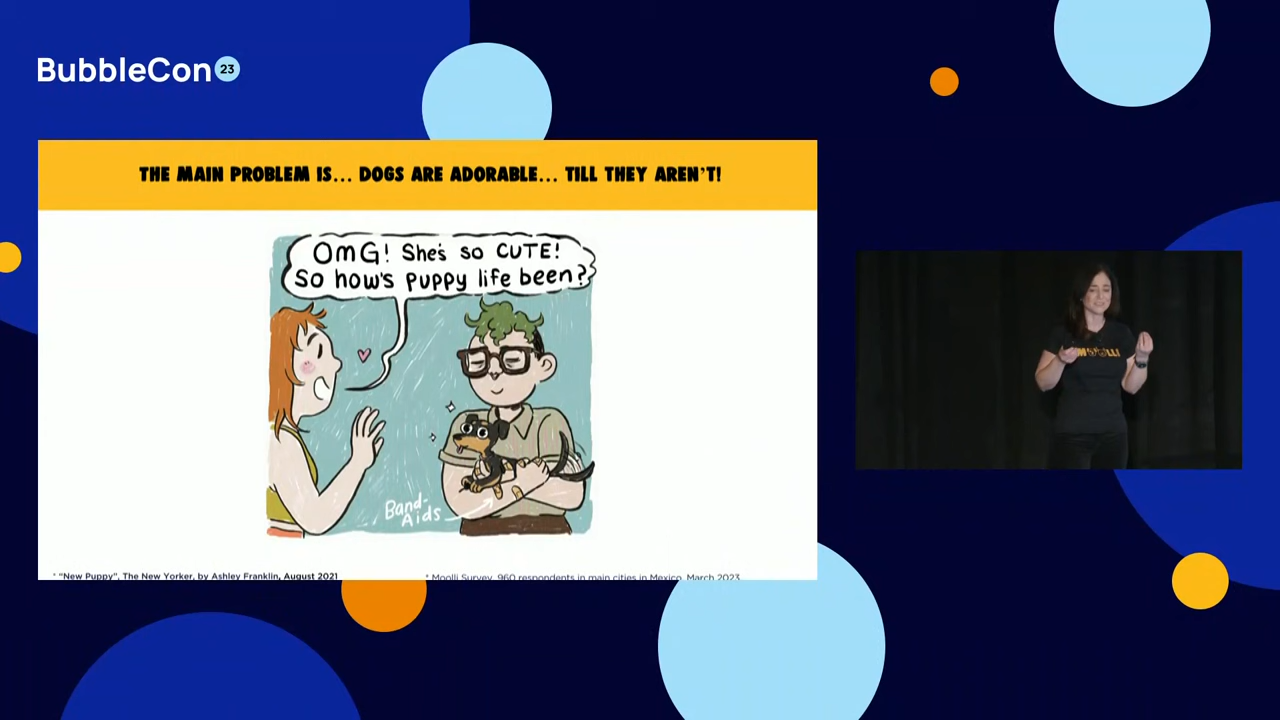 BubbleCon 23
THE MAIN PROBLEM IS... DOGS ARE ADORABLE... TILL THEY AREN'T!
OMG! She's so CUTE!
So how's puppy life been?
Band-
Aids
* "New Puppy", The New Yorker, by Ashley Franklin, August 2021
* Moolli Survey, 960 respondents in main cities in Mexico, March 2023
MOOLLI